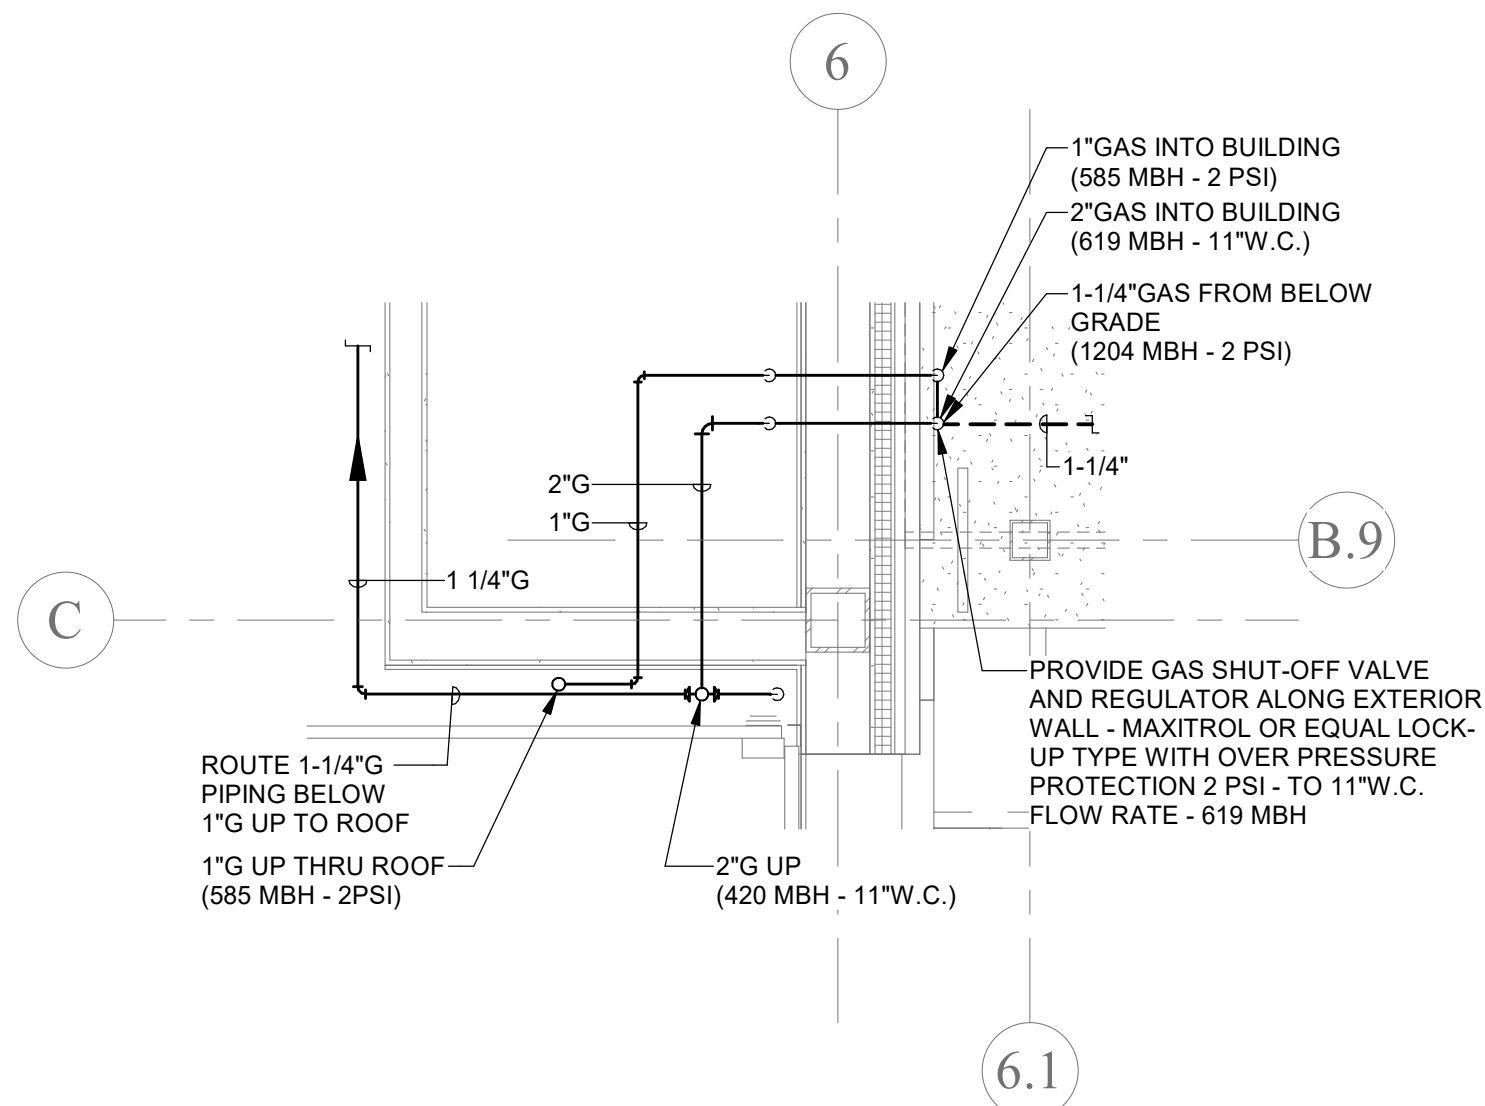 6
1"GAS INTO BUILDING
(585 MBH - 2 PSI)
2"GAS INTO BUILDING
(619 MBH - 11"W.C.)
1-1/4"GAS FROM BELOW
GRADE
(1204 MBH - 2 PSI)
1-1/4"
2"G
1"G
B.9
1 1/4"G
C
PROVIDE GAS SHUT-OFF VALVE
AND REGULATOR ALONG EXTERIOR
WALL - MAXITROL OR EQUAL LOCK-
UP TYPE WITH OVER PRESSURE
PROTECTION 2 PSI - TO 11"W.C.
FLOW RATE - 619 MBH
ROUTE 1-1/4"G
PIPING BELOW
1"G UP TO ROOF
1"G UP THRU ROOF
(585 MBH - 2PSI)
2"G UP
(420 MBH - 11"W.C.)
6.1